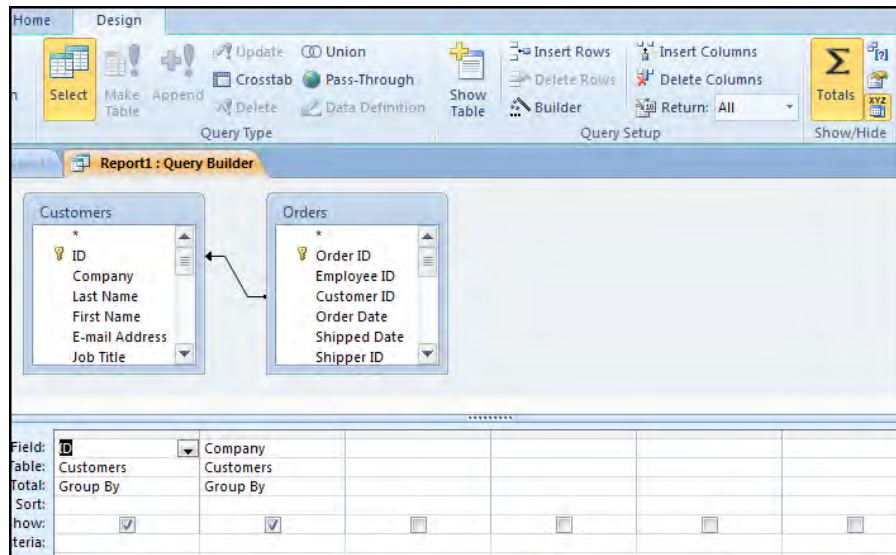 Home Design
Update Union Insert Rows Insert Columns
Crosstab Pass-Through Delete Rows Delete Columns
Select Make Table Append Delete Data Definition Show Table Builder Return: All Totals
Query Type Query Setup Show/Hide
Report1 : Query Builder
Customers
*
ID
Company
Last Name
First Name
E-mail Address
Job Title
Orders
*
Order ID
Employee ID
Customer ID
Order Date
Shipped Date
Shipper ID
Field: ID Company
able: Customers Customers
Total: Group By Group By
Sort:
how:
teria: